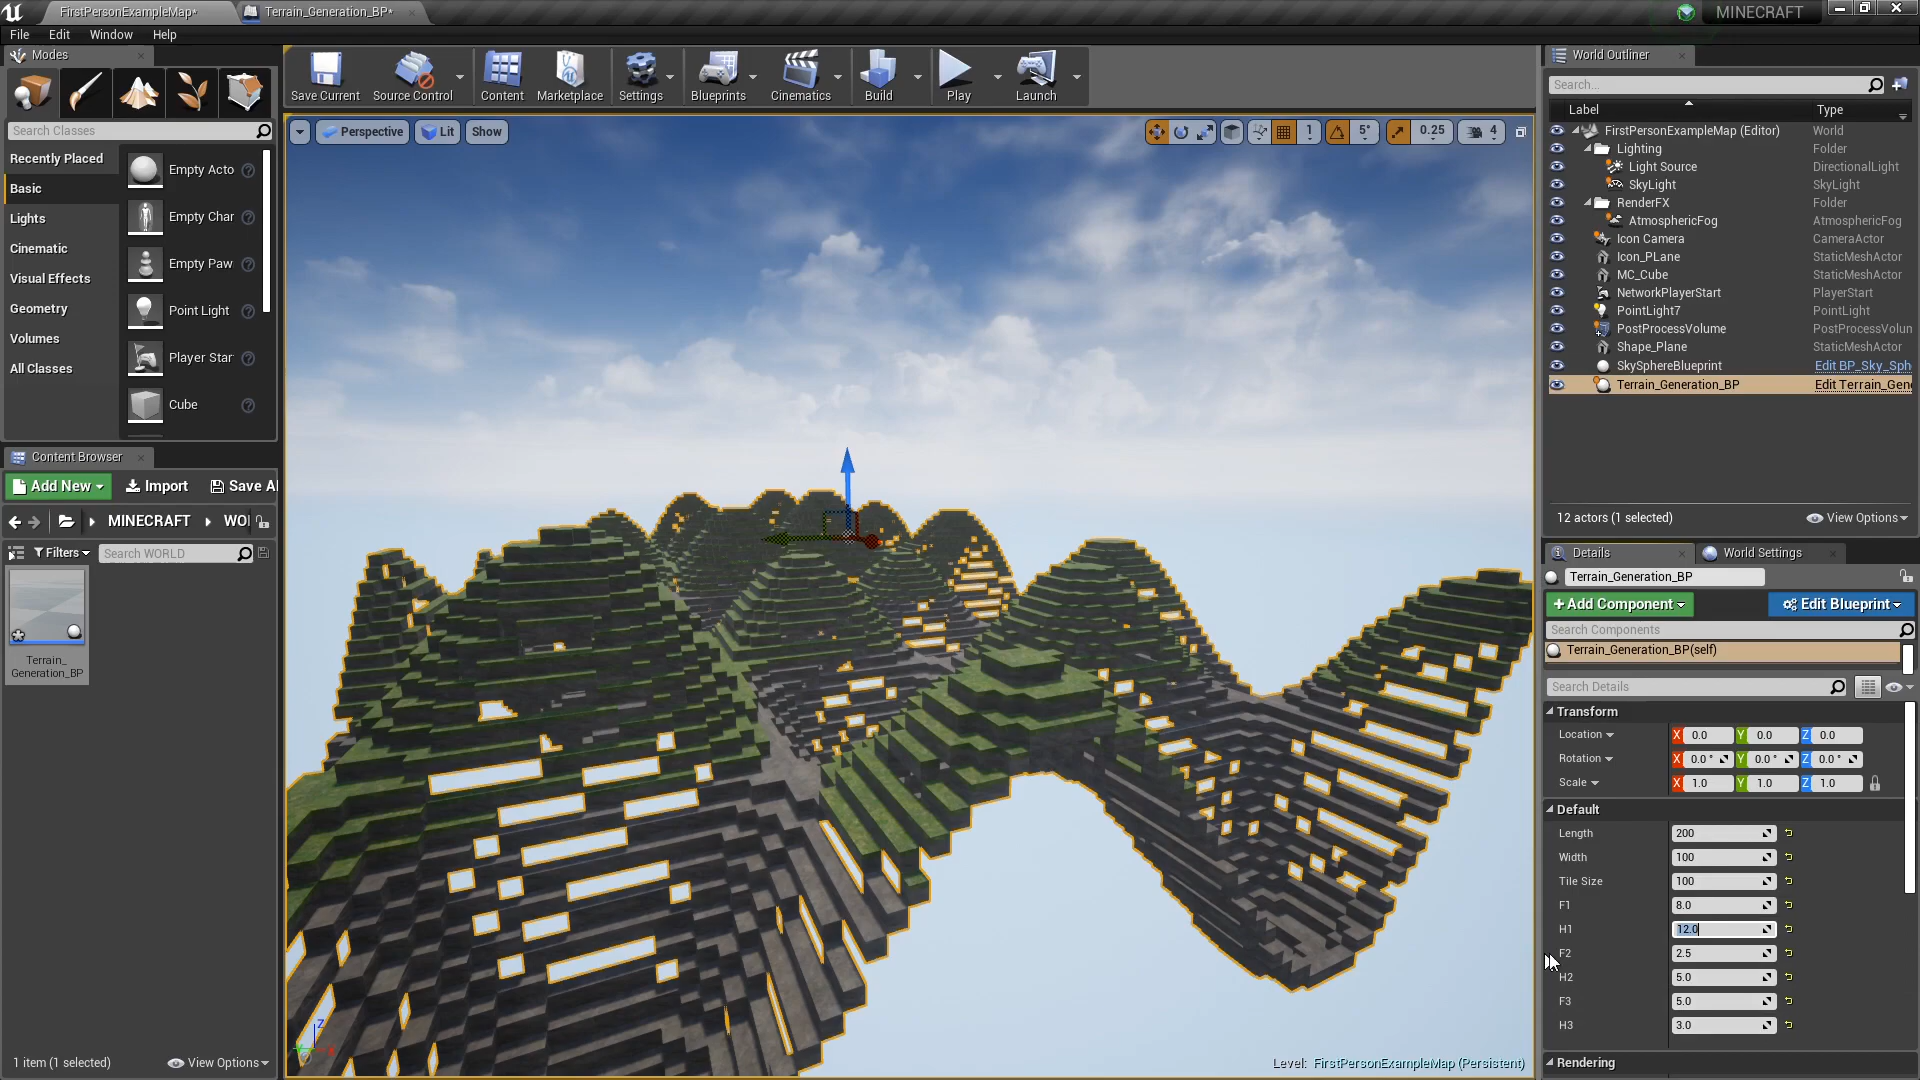 FirstPersonExampleMap*
Terrain_Generation_BP*
MINECRAFT
File Edit Window Help
Modes
Search Classes
Recently Placed
Basic
Lights
Cinematic
Visual Effects
Geometry
Volumes
All Classes
Empty Acto
Empty Char
Empty Paw
Point Light
Player Star
Cube
Save Current
Source Control
Content
Marketplace
Settings
Blueprints
Cinematics
Build
Play
Launch
Perspective
Lit
Show
1
5°
0.25
4
Level: FirstPersonExampleMap (Persistent)
Z
Content Browser
Add New
Import
Save Al
MINECRAFT
WO
Filters
Search WORLD
Terrain_
Generation_BP
1 item (1 selected)
View Options
World Outliner
Search...
Label Type
FirstPersonExampleMap (Editor) World
Lighting Folder
Light Source DirectionalLight
SkyLight SkyLight
RenderFX Folder
AtmosphericFog AtmosphericFog
Icon Camera CameraActor
Icon_PLane StaticMeshActor
MC_Cube StaticMeshActor
NetworkPlayerStart PlayerStart
PointLight7 PointLight
PostProcessVolume PostProcessVolun
Shape_Plane StaticMeshActor
SkySphereBlueprint Edit BP_Sky_Sph
Terrain_Generation_BP Edit Terrain_Gene
12 actors (1 selected)
View Options
Details
World Settings
Terrain_Generation_BP
+Add Component
Edit Blueprint
Search Components
Terrain_Generation_BP(self)
Search Details
Transform
Location X 0.0 Y 0.0 Z 0.0
Rotation X 0.0 ° Y 0.0 ° Z 0.0 °
Scale X 1.0 Y 1.0 Z 1.0
Default
Length 200
Width 100
Tile Size 100
F1 8.0
H1 12.0
F2 2.5
H2 5.0
F3 5.0
H3 3.0
Rendering